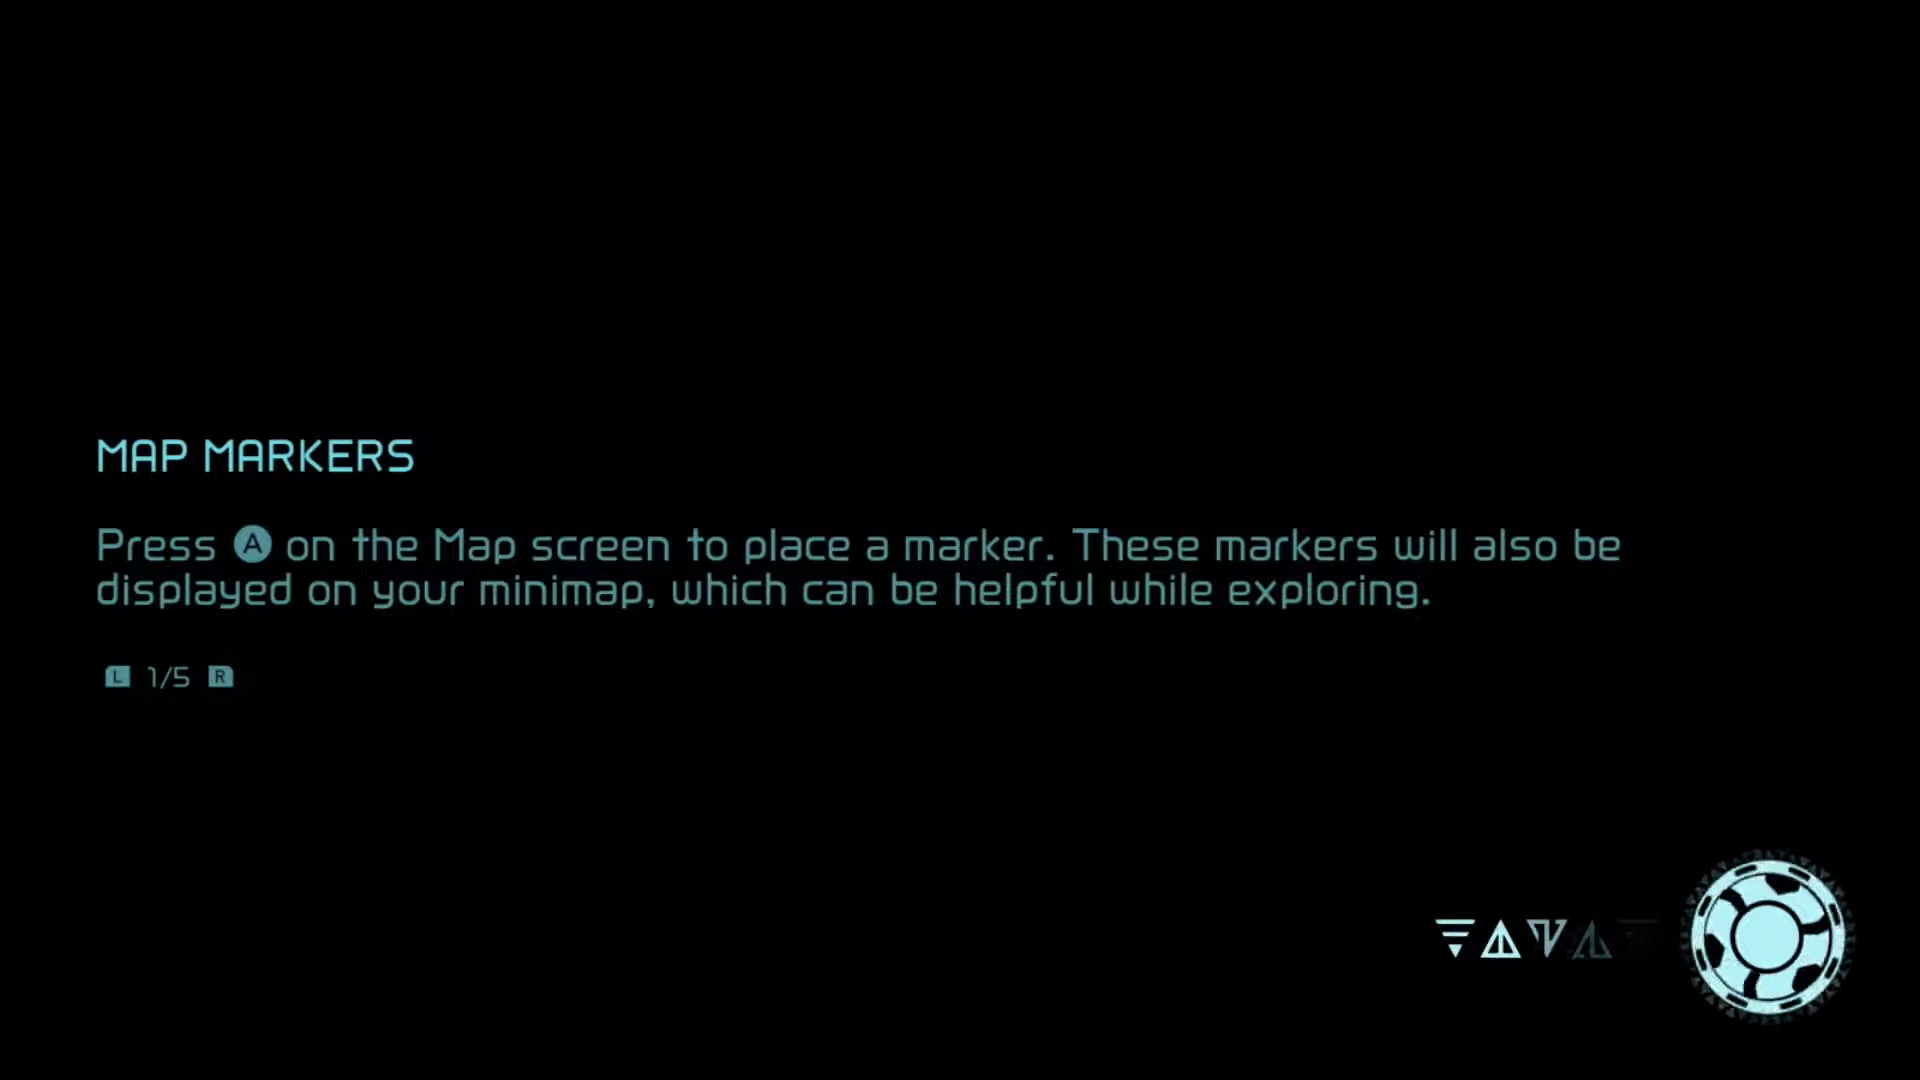 MAP MARKERS
Press A on the Map screen to place a marker. These markers will also be
displayed on your minimap, which can be helpful while exploring.
L 1/5 R